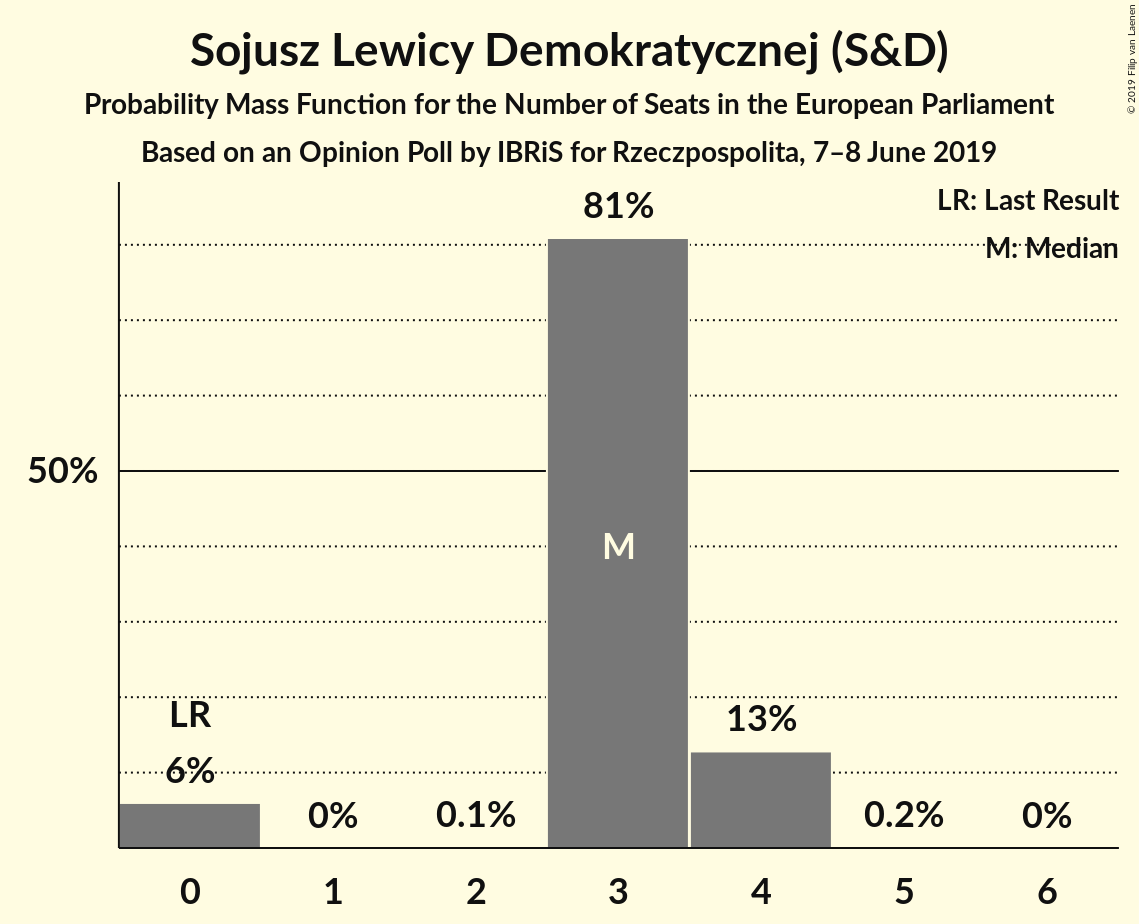 Sojusz Lewicy Demokratycznej (S&D)
Probability Mass Function for the Number of Seats in the European Parliament
Based on an Opinion Poll by IBRiS for Rzeczpospolita, 7–8 June 2019
© 2019 Filip van Laenen
LR: Last Result
M: Median
81%
50%
M
LR
6%
0%
0.1%
13%
0.2%
0%
0 1 2 3 4 5 6